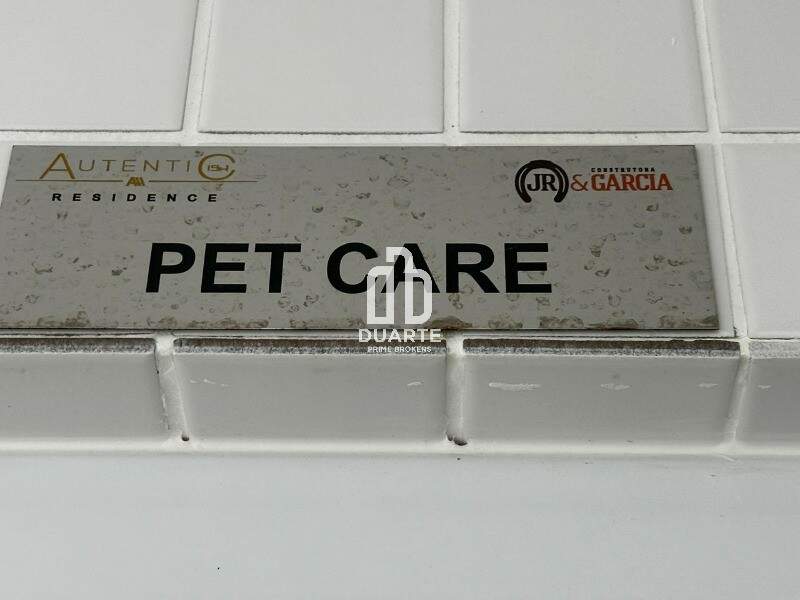 AUTENTIC
RESIDENCE
CONSTRUTORA
JR & GARCIA
PET CARE
DUARTE
PRIME BROKERS